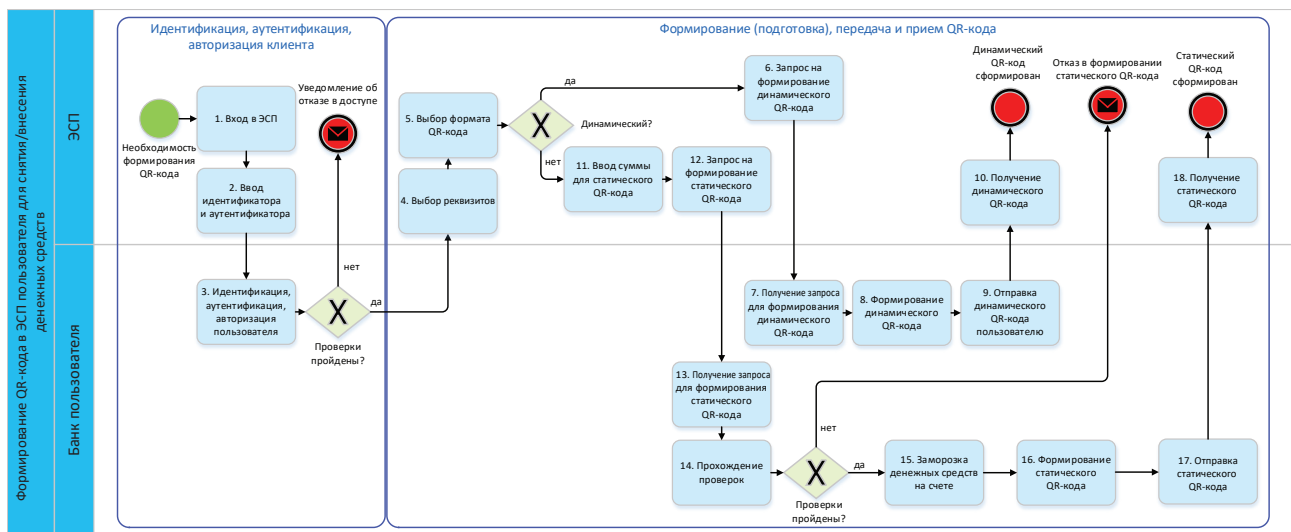 Формирование QR-кода в ЭСП пользователя для снятия/внесения
денежных средств
ЭСП
Банк пользователя
Идентификация, аутентификация,
авторизация клиента
Необходимость
формирования
QR-кода
1. Вход в ЭСП
2. Ввод
идентификатора
и аутентификатора
3. Идентификация,
аутентификация,
авторизация
пользователя
Проверки
пройдены?
нет
да
Уведомление об
отказе в доступе
Формирование (подготовка), передача и прием QR-кода
4. Выбор реквизитов
5. Выбор формата
QR-кода
Динамический?
да
нет
6. Запрос на
формирование
динамического
QR-кода
7. Получение запроса
для формирования
динамического
QR-кода
8. Формирование
динамического
QR-кода
9. Отправка
динамического
QR-кода
пользователю
10. Получение
динамического
QR-кода
Динамический
QR-код
сформирован
11. Ввод суммы
для статического
QR-кода
12. Запрос на
формирование
статического
QR-кода
13. Получение запроса
для формирования
статического
QR-кода
14. Прохождение
проверок
Проверки
пройдены?
нет
да
Отказ в формировании
статического QR-кода
15. Заморозка
денежных средств
на счете
16. Формирование
статического
QR-кода
17. Отправка
статического
QR-кода
18. Получение
статического
QR-кода
Статический
QR-код
сформирован